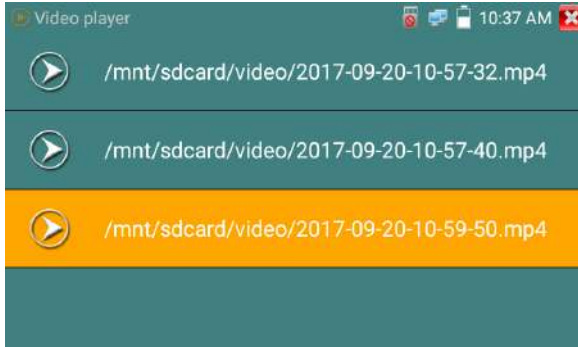 Video player
10:37 AM
/mnt/sdcard/video/2017-09-20-10-57-32.mp4
/mnt/sdcard/video/2017-09-20-10-57-40.mp4
/mnt/sdcard/video/2017-09-20-10-59-50.mp4